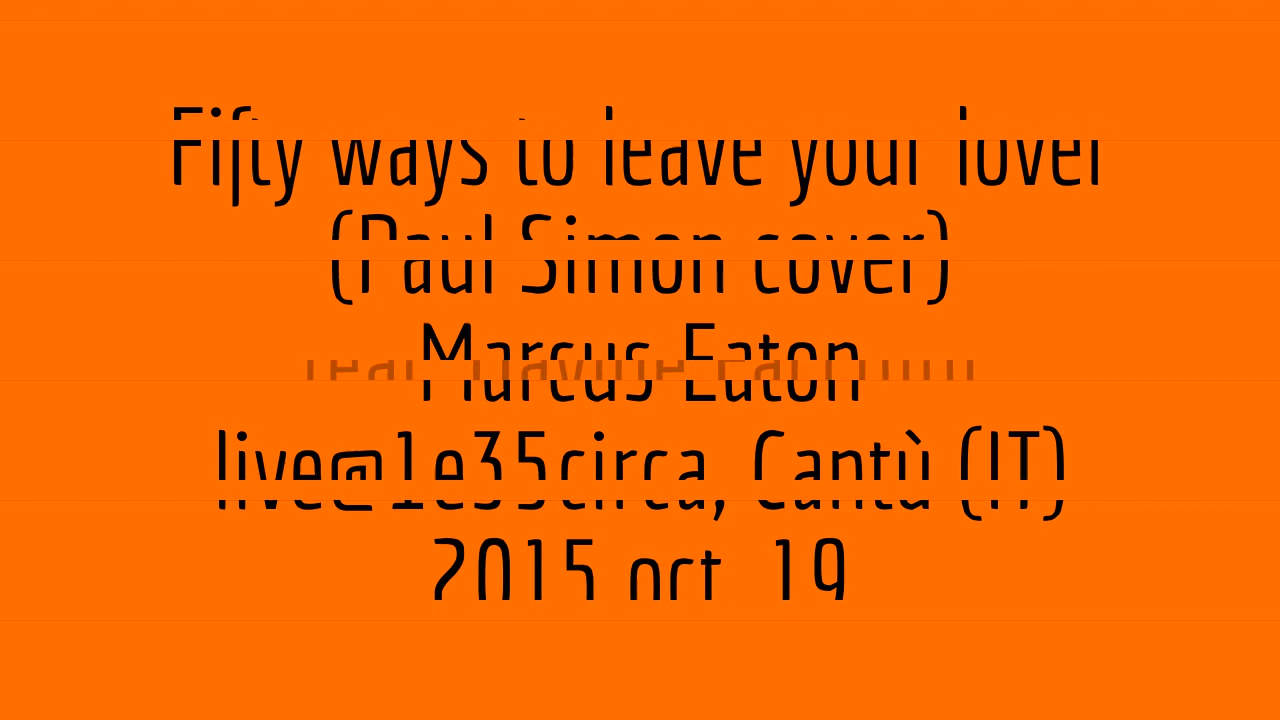 Fifty ways to leave your lover
(Paul Simon cover)
Marcus Eaton
live@1e35circa, Cantù (IT)
2015 oct. 19